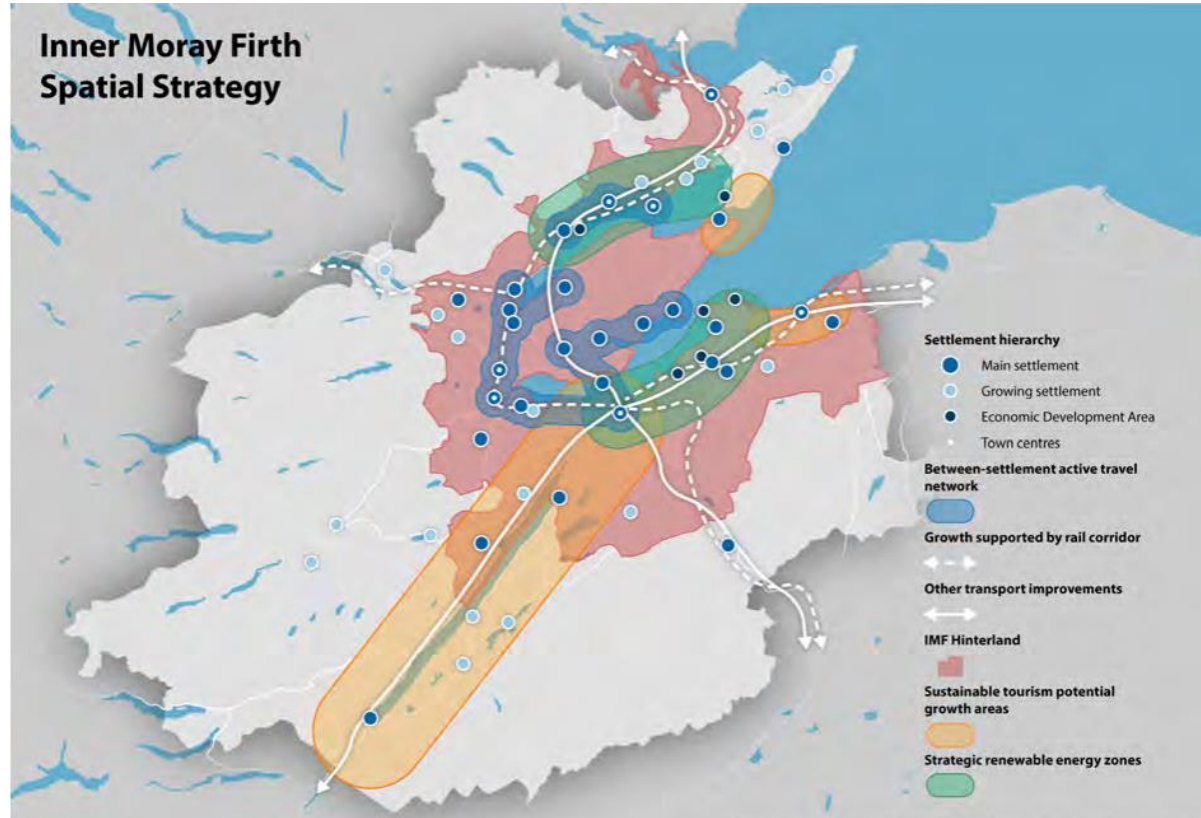 Inner Moray Firth
Spatial Strategy
Settlement hierarchy
Main settlement
Growing settlement
Economic Development Area
Town centres
Between-settlement active travel
network
Growth supported by rail corridor
Other transport improvements
IMF Hinterland
Sustainable tourism potential
growth areas
Strategic renewable energy zones